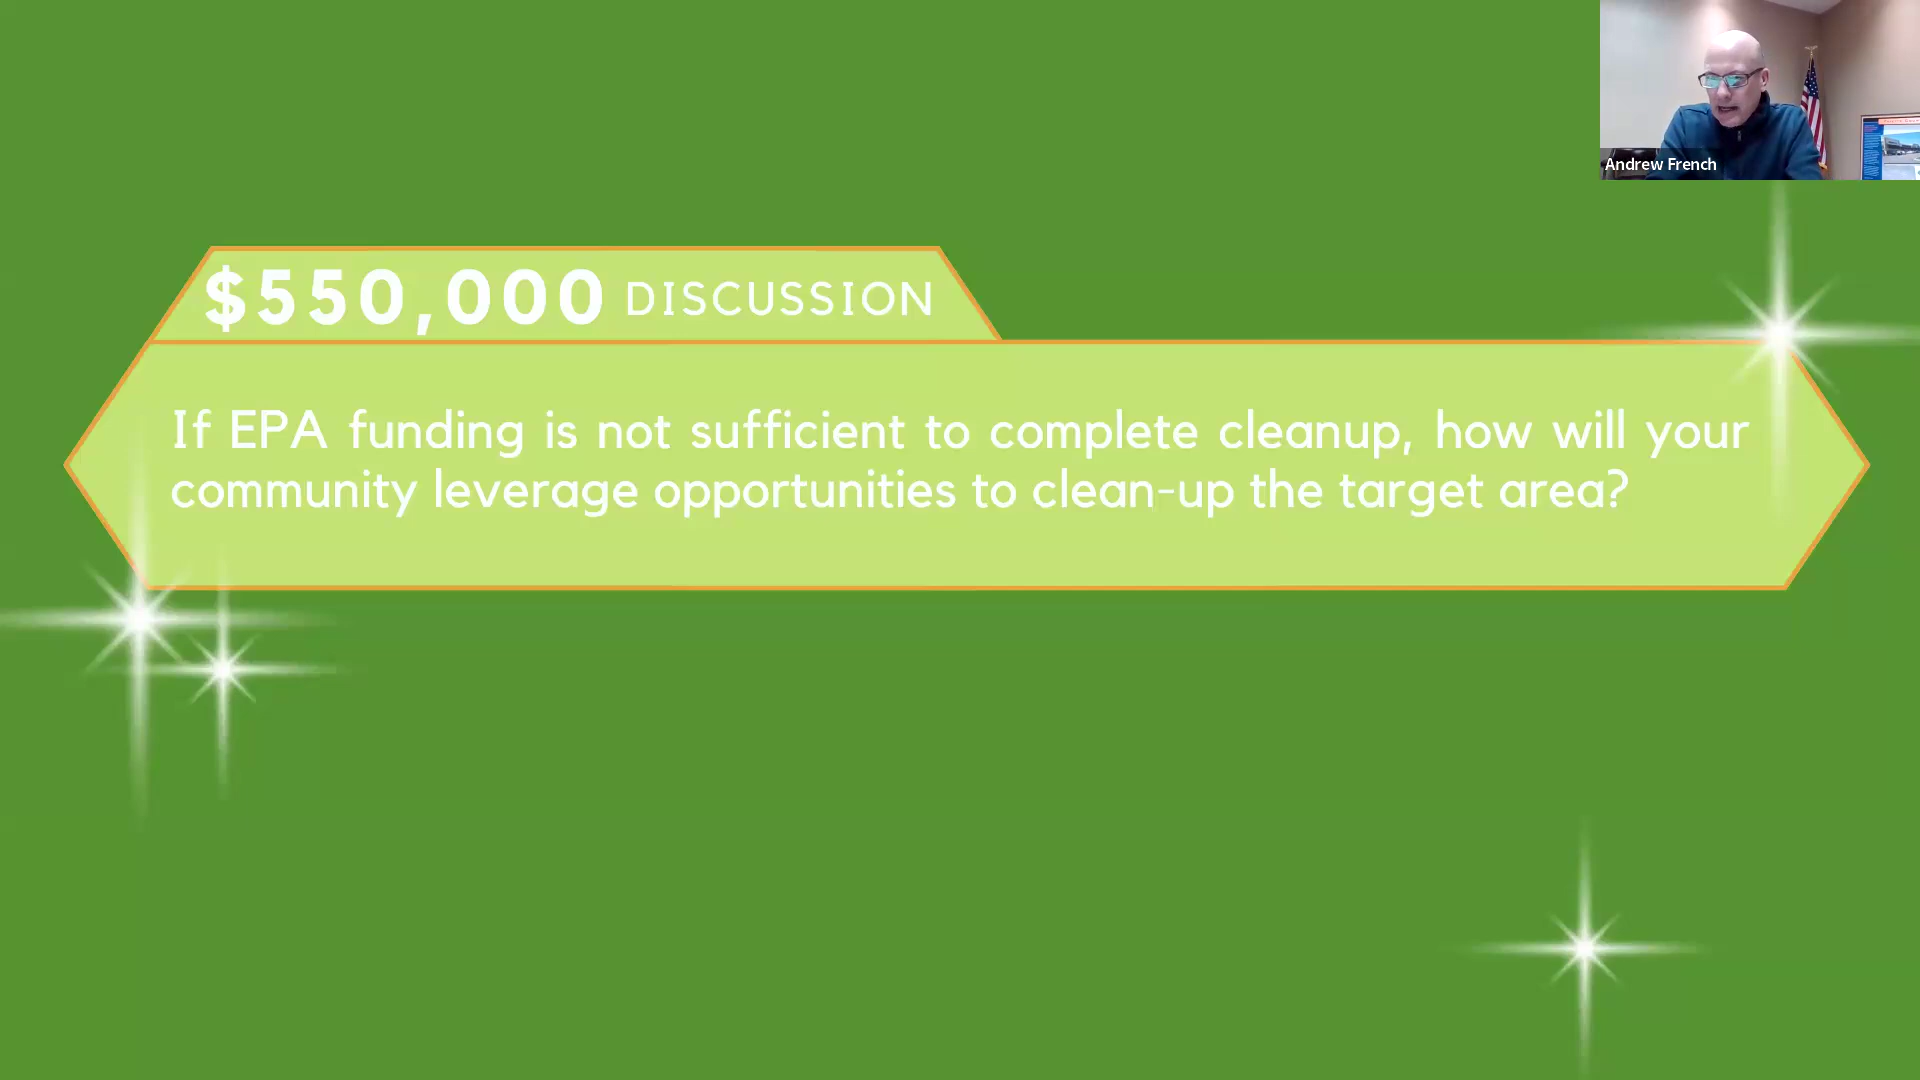 Andrew French
$550,000 DISCUSSION
If EPA funding is not sufficient to complete cleanup, how will your
community leverage opportunities to clean-up the target area?